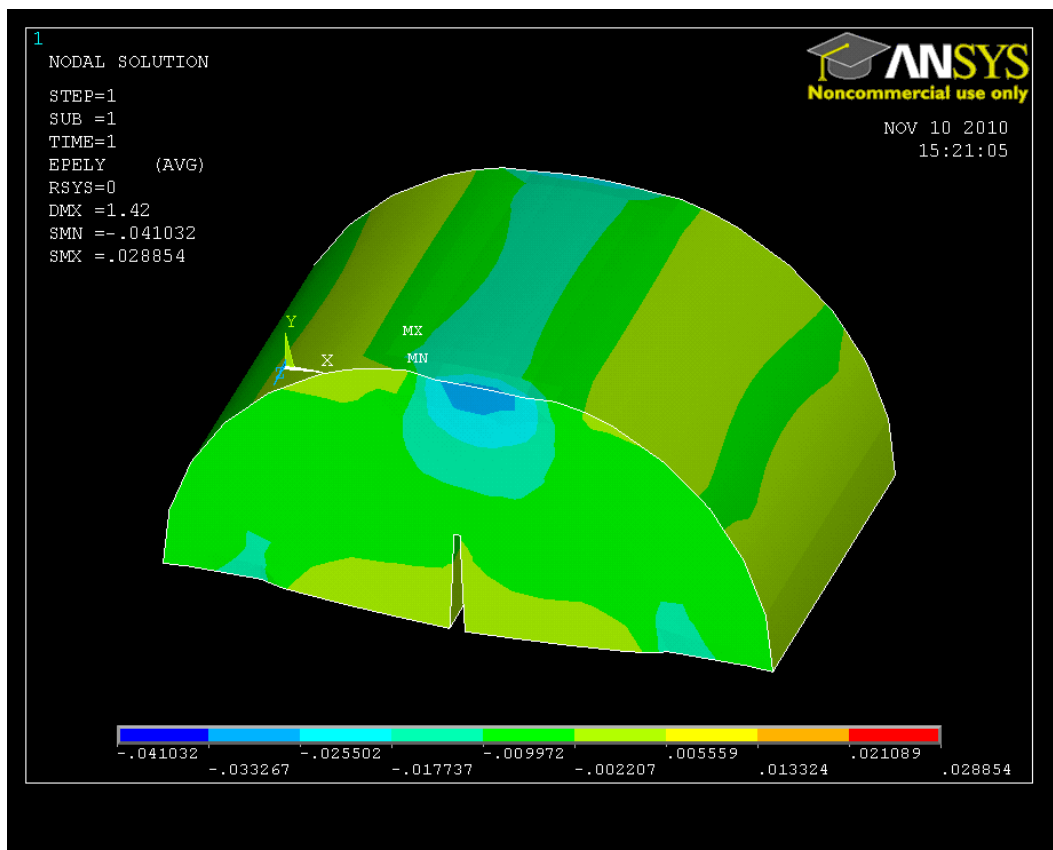 1
NODAL SOLUTION
STEP=1
SUB =1
TIME=1
EPELY    (AVG)
RSYS=0
DMX =1.42
SMN =-.041032
SMX =.028854
ANSYS
Noncommercial use only
NOV 10 2010
15:21:05
MX
MN
Y
X
Z
-.041032 -.025502 -.009972 .005559 .021089
-.033267 -.017737 -.002207 .013324 .028854